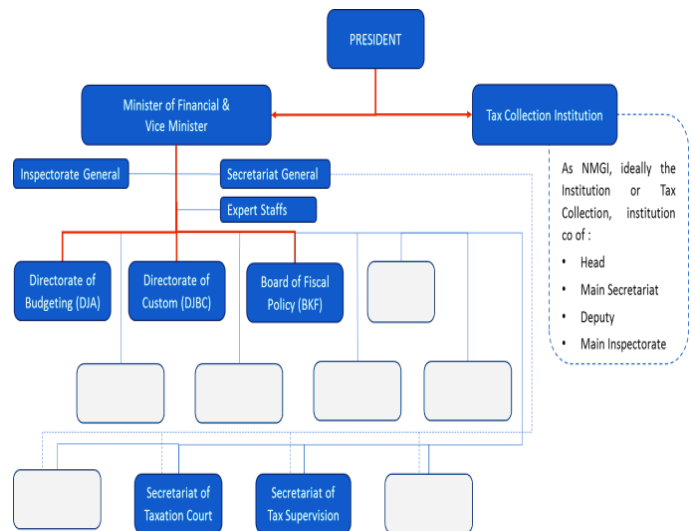 PRESIDENT
Minister of Financial &
Vice Minister
Tax Collection Institution
Inspectorate General
Secretariat General
Expert Staffs
As NMGI, ideally the
Institution or Tax
Collection, institution
co of :
• Head
• Main Secretariat
• Deputy
• Main Inspectorate
Directorate of
Budgeting (DJA)
Directorate of
Custom (DJBC)
Board of Fiscal
Policy (BKF)
Secretariat of
Taxation Court
Secretariat of
Tax Supervision